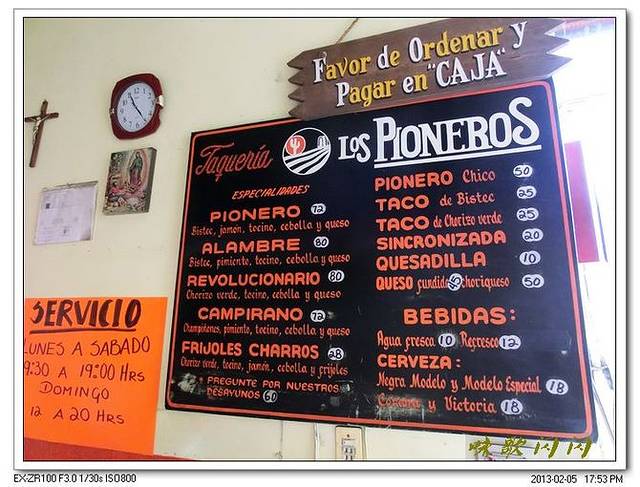 Favor de Ordenar y
Pagar en "CAJA"
Taquería
LOS PIONEROS
ESPECIALIDADES
PIONERO 72
Bistec, jamón, tocino, cebolla y queso
ALAMBRE 80
Bistec, pimiento, tocino, cebolla y queso
REVOLUCIONARIO 80
Chorizo verde, tocino, cebolla y queso
CAMPIRANO 72
Champiñones, pimiento, tocino, cebolla y queso
FRIJOLES CHARROS 28
Chorizo verde, tocino, jamón, cebolla y frijoles
* PREGUNTE POR NUESTROS
DESAYUNOS 60
PIONERO Chico 50
TACO de Bistec 25
TACO de Chorizo verde 25
SINCRONIZADA 20
QUESADILLA 10
QUESO fundido choriqueso 50
BEBIDAS:
Agua fresca 10 Refresco 12
CERVEZA:
Negra Modelo y Modelo Especial 18
Corona y Victoria 18
SERVICIO
LUNES A SABADO
9:30 A 19:00 HRS
DOMINGO
12 A 20 HRS
EX-ZR100 F3.0 1/30s ISO800
2013-02-05 17:53 PM